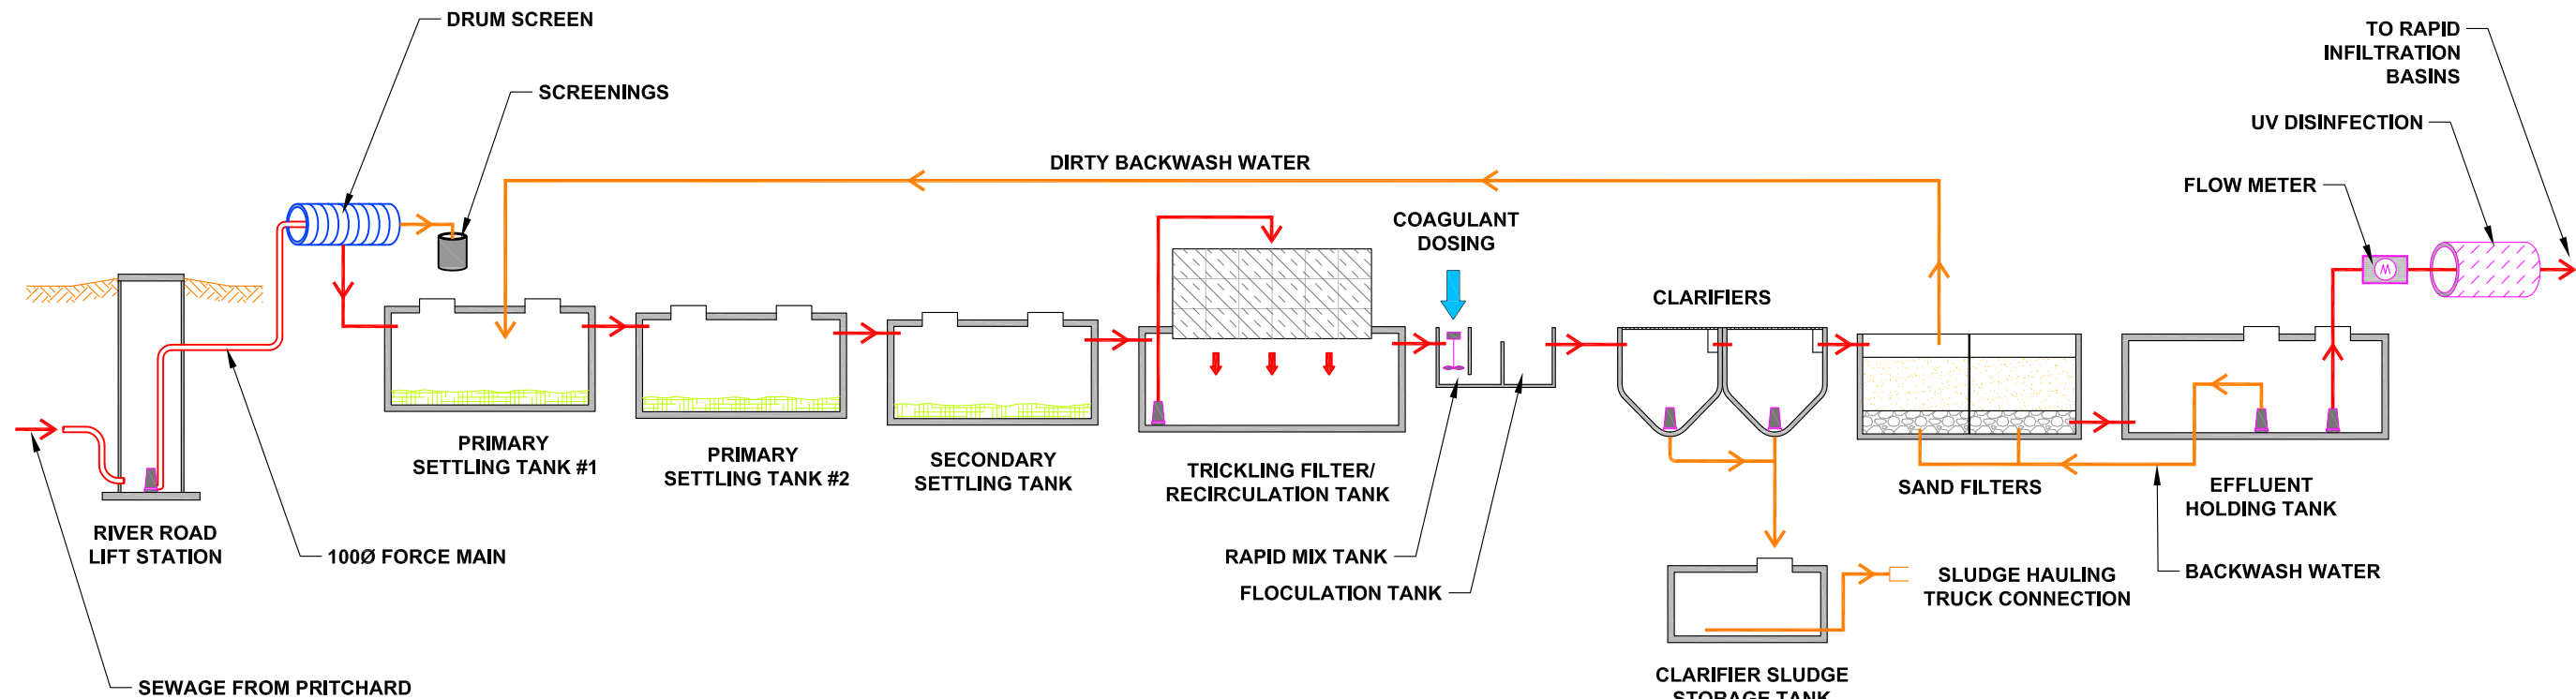 DRUM SCREEN
SCREENINGS
DIRTY BACKWASH WATER
TO RAPID
INFILTRATION
BASINS
UV DISINFECTION
FLOW METER
M
COAGULANT
DOSING
CLARIFIERS
PRIMARY
SETTLING TANK #1
PRIMARY
SETTLING TANK #2
SECONDARY
SETTLING TANK
TRICKLING FILTER/
RECIRCULATION TANK
SAND FILTERS
EFFLUENT
HOLDING TANK
RIVER ROAD
LIFT STATION
100Ø FORCE MAIN
RAPID MIX TANK
FLOCULATION TANK
SLUDGE HAULING
TRUCK CONNECTION
BACKWASH WATER
SEWAGE FROM PRITCHARD
CLARIFIER SLUDGE
STORAGE TANK